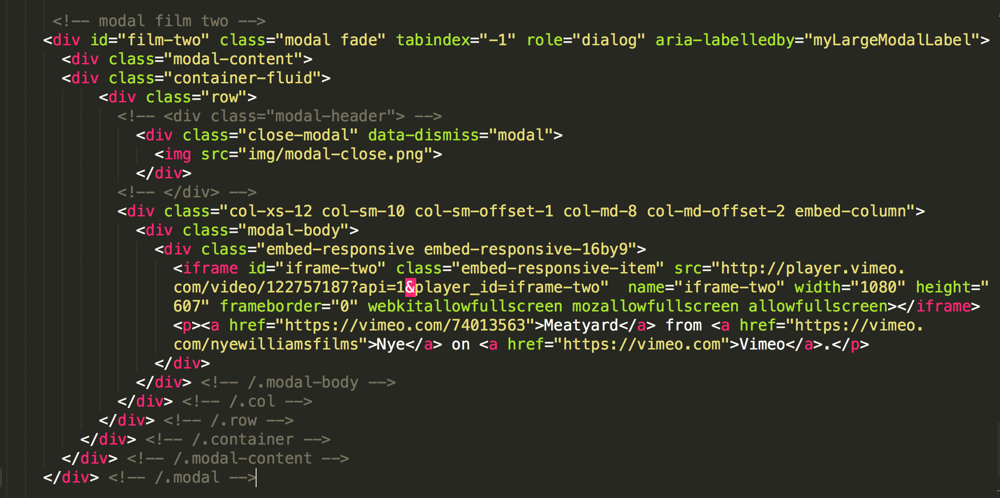 <!-- modal film two -->
<div id="film-two" class="modal fade" tabindex="-1" role="dialog" aria-labelledby="myLargeModalLabel">
<div class="modal-content">
<div class="container-fluid">
<div class="row">
<!-- <div class="modal-header"> -->
<div class="close-modal" data-dismiss="modal">
<img src="img/modal-close.png">
</div>
<!-- </div> -->
<div class="col-xs-12 col-sm-10 col-sm-offset-1 col-md-8 col-md-offset-2 embed-column">
<div class="modal-body">
<div class="embed-responsive embed-responsive-16by9">
<iframe id="iframe-two" class="embed-responsive-item" src="http://player.vimeo.
com/video/122757187?api=1&player_id=iframe-two"  name="iframe-two" width="1080" height="
607" frameborder="0" webkitallowfullscreen mozallowfullscreen allowfullscreen></iframe>
<p><a href="https://vimeo.com/74013563">Meatyard</a> from <a href="https://vimeo.
com/nyewilliamsfilms">Nye</a> on <a href="https://vimeo.com">Vimeo</a>.</p>
</div>
</div> <!-- /.modal-body -->
</div> <!-- /.col -->
</div> <!-- /.row -->
</div> <!-- /.container -->
</div> <!-- /.modal-content -->
</div> <!-- /.modal -->